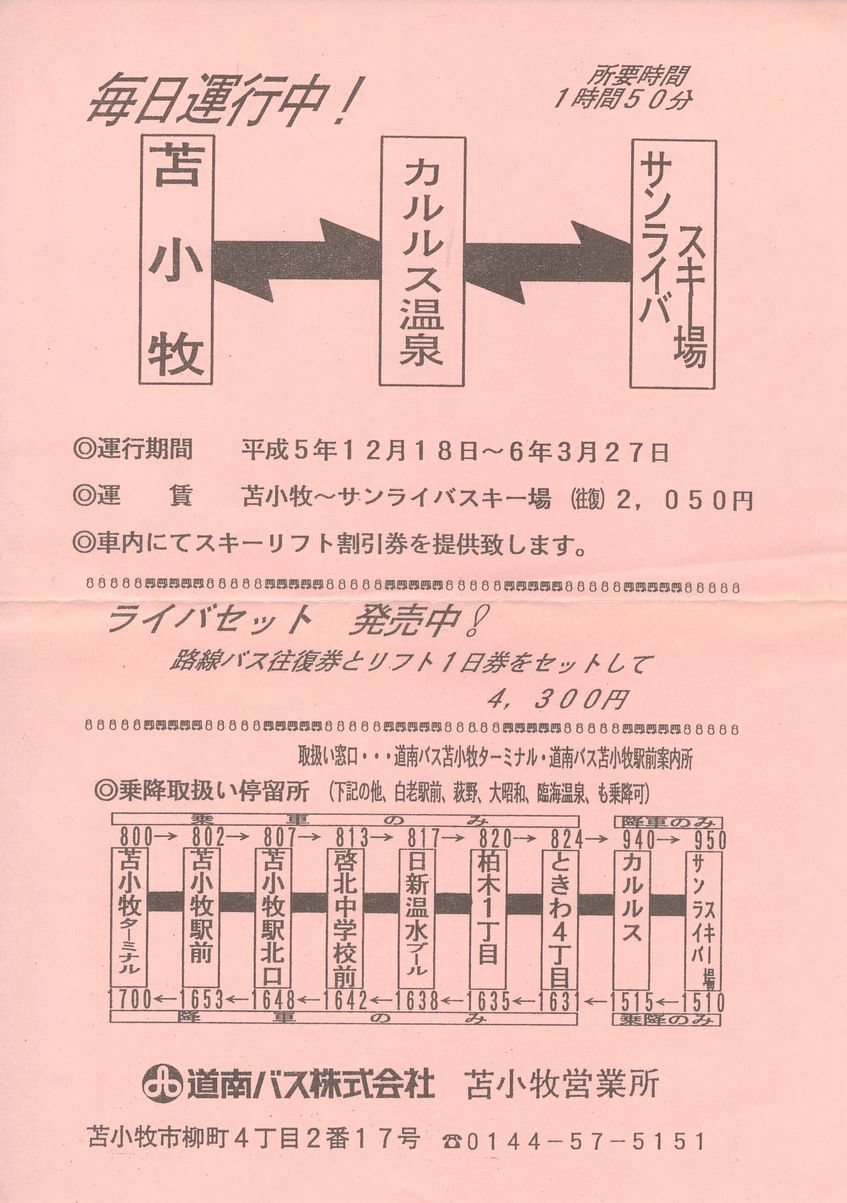 毎日運行中！
所要時間
１時間５０分
苫小牧
カルルス温泉
サンライバ
スキー場
◎運行期間　平成５年１２月１８日～６年３月２７日
◎運　賃　苫小牧～サンライバスキー場　(往復)２，０５０円
◎車内にてスキーリフト割引券を提供致します。
ライバセット　発売中！
路線バス往復券とリフト１日券をセットして
４，３００円
取扱い窓口・・・道南バス苫小牧ターミナル・道南バス苫小牧駅前案内所
◎乗降取扱い停留所　(下記の他、白老駅前、萩野、大昭和、臨海温泉、も乗降可)
乗車のみ　降車のみ
800→ 802→ 807→ 813→ 817→ 820→ 824→ 940→ 950
苫小牧ターミナル
苫小牧駅前
苫小牧駅北口
啓北中学校前
日新温水プール
柏木１丁目
ときわ４丁目
カルルス
サンライバ
スキー場
1700←1653←1648←1642←1638←1635←1631←1515←1510
降車のみ　乗降のみ
道南バス株式会社　苫小牧営業所
苫小牧市柳町４丁目２番１７号　☎０１４４－５７－５１５１